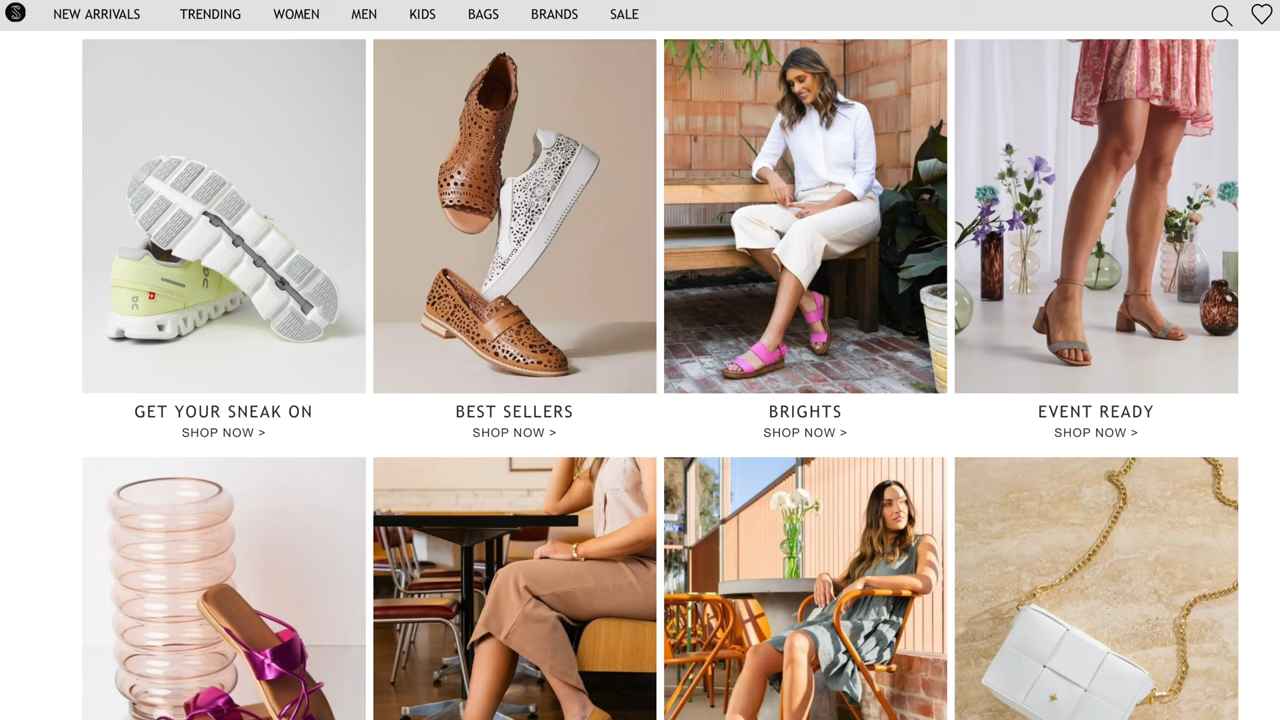 NEW ARRIVALS TRENDING WOMEN MEN KIDS BAGS BRANDS SALE
GET YOUR SNEAK ON BEST SELLERS BRIGHTS EVENT READY
SHOP NOW > SHOP NOW > SHOP NOW > SHOP NOW >